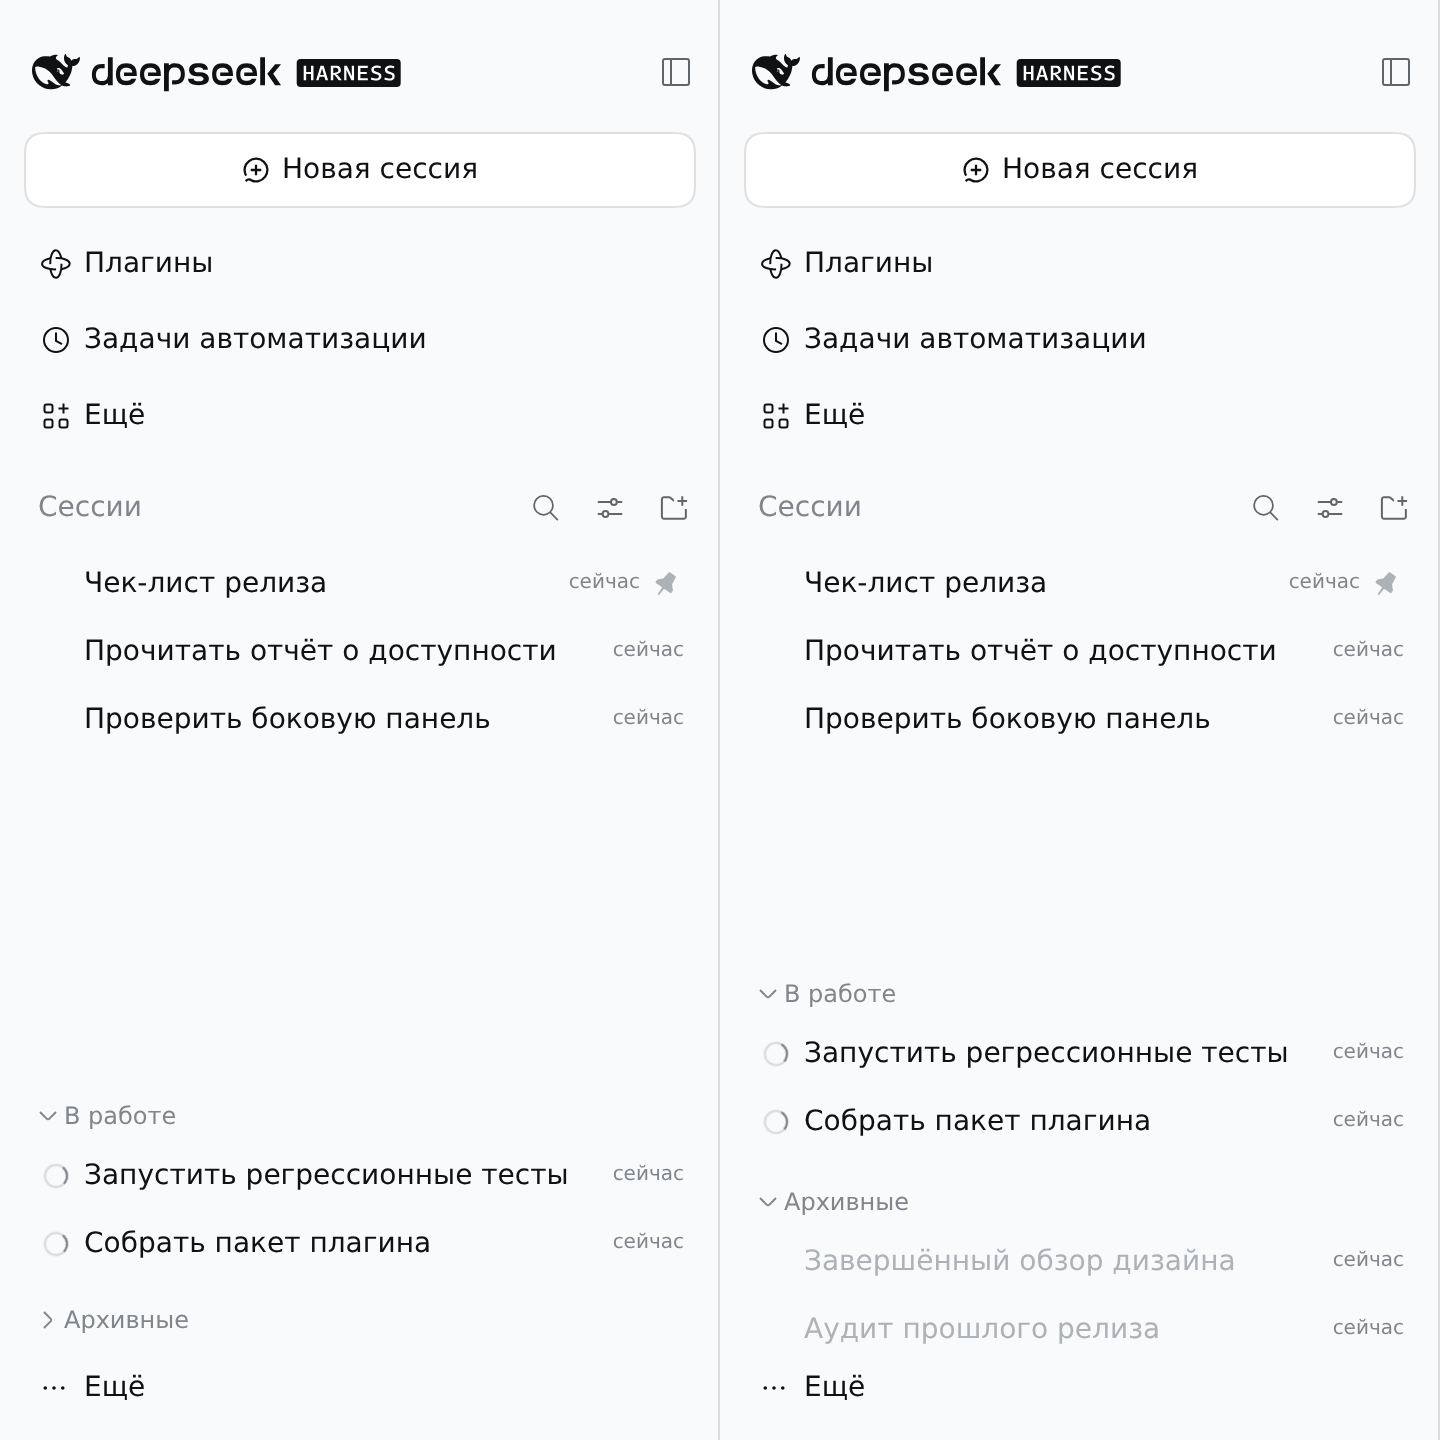 deepseek HARNESS
Новая сессия
Плагины
Задачи автоматизации
Ещё
Сессии
Чек-лист релиза сейчас
Прочитать отчёт о доступности сейчас
Проверить боковую панель сейчас
В работе
Запустить регрессионные тесты сейчас
Собрать пакет плагина сейчас
Архивные
Ещё
deepseek HARNESS
Новая сессия
Плагины
Задачи автоматизации
Ещё
Сессии
Чек-лист релиза сейчас
Прочитать отчёт о доступности сейчас
Проверить боковую панель сейчас
В работе
Запустить регрессионные тесты сейчас
Собрать пакет плагина сейчас
Архивные
Завершённый обзор дизайна сейчас
Аудит прошлого релиза сейчас
Ещё